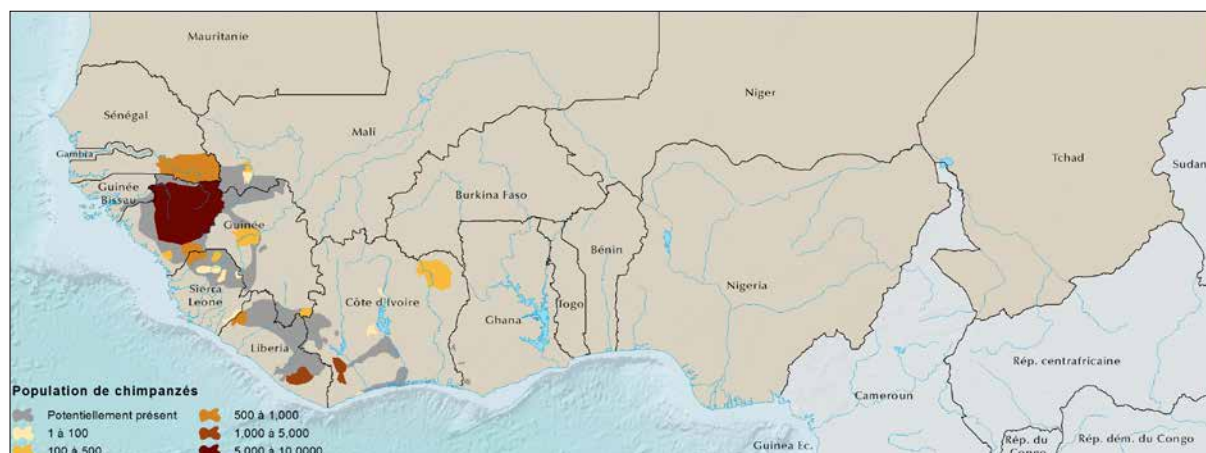 Mauritanie
Niger
Mali
Tchad
Sudan
Sénégal
Gambia
Guinée
Bissau
Burkina Faso
Guinée
Bénin
Nigeria
Sierra
Leone
Côte d'Ivoire
Ghana
Togo
Liberia
Rép. centrafricaine
Cameroun
Guinea Ec.
Rép. du
Congo
Rép. dém. du Congo
Population de chimpanzés
Potentiellement présent
1 à 100
100 à 500
500 à 1,000
1,000 à 5,000
5,000 à 10,0000